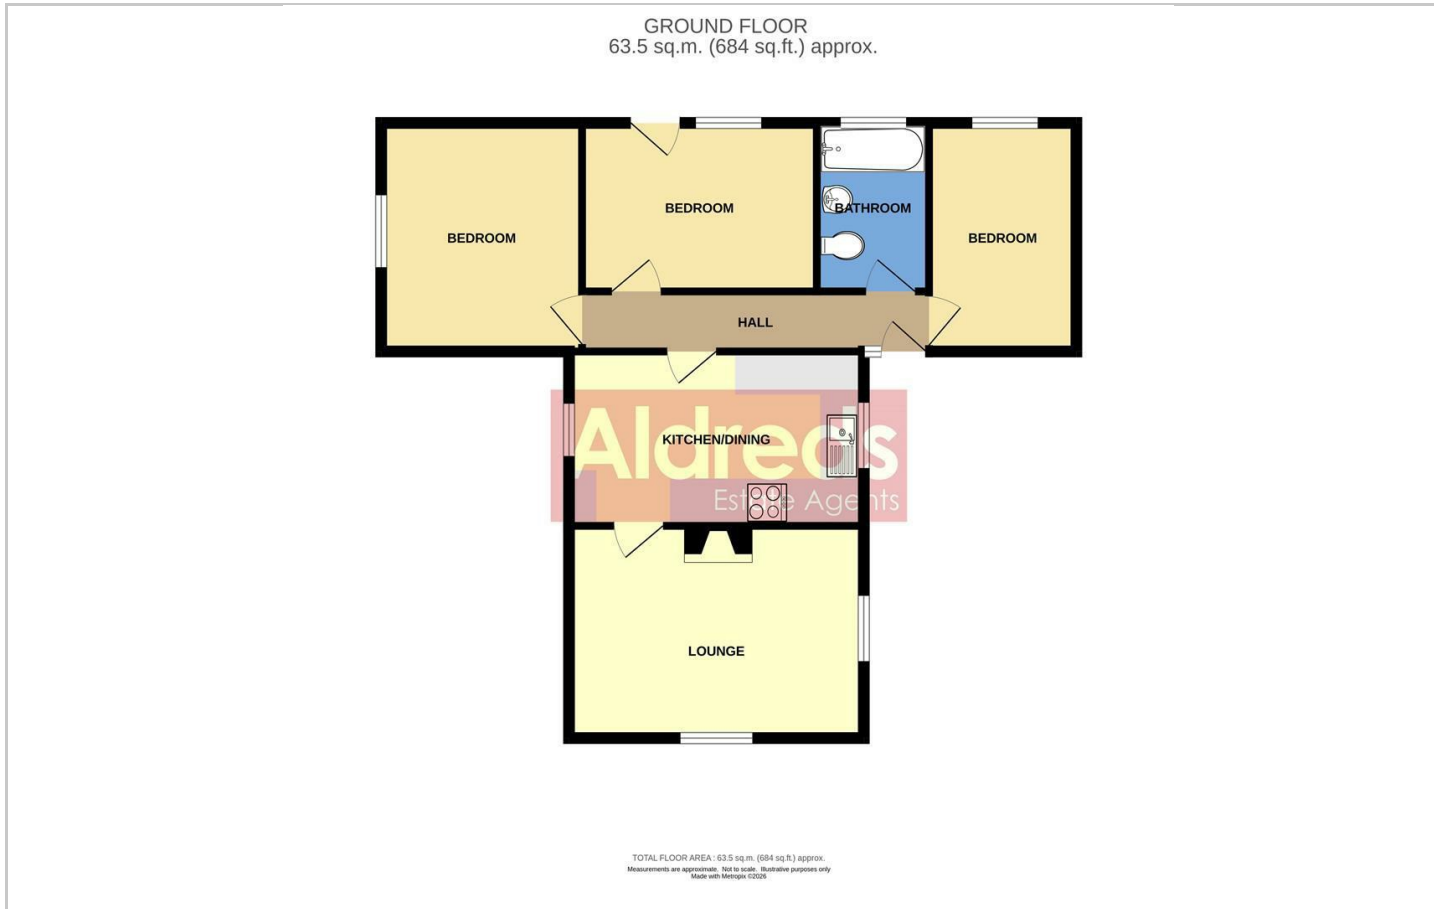 GROUND FLOOR
63.5 sq.m. (684 sq.ft.) approx.
BEDROOM
BEDROOM
BATHROOM
BEDROOM
HALL
Aldreds
KITCHEN/DINING
Estate Agents
LOUNGE
TOTAL FLOOR AREA : 63.5 sq.m. (684 sq.ft.) approx.
Measurements are approximate. Not to scale. Illustrative purposes only
Made with Metropix ©2026